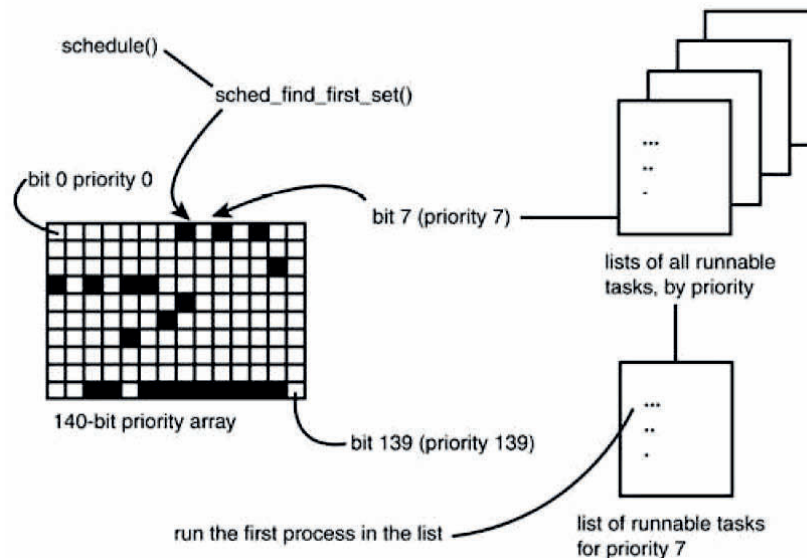 schedule()
sched_find_first_set()
bit 0 priority 0
bit 7 (priority 7)
lists of all runnable
tasks, by priority
140-bit priority array
bit 139 (priority 139)
run the first process in the list
list of runnable tasks
for priority 7